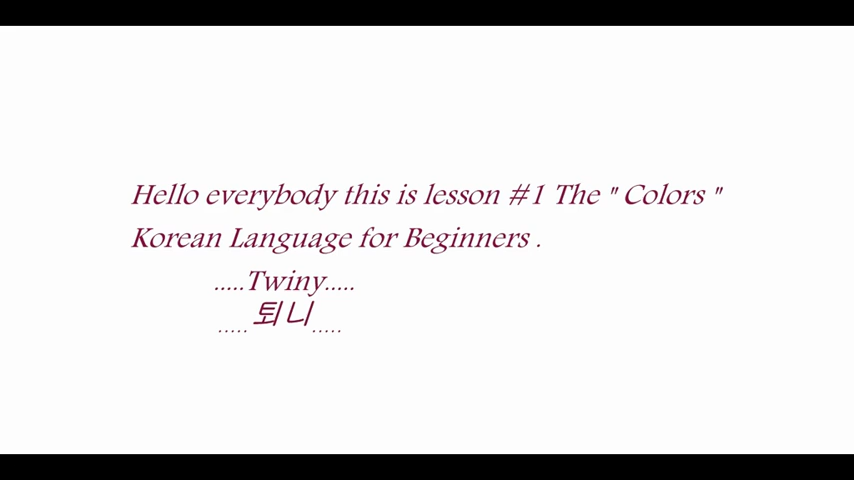 Hello everybody this is lesson #1 The " Colors "
Korean Language for Beginners .
.....Twiny.....
.....퇴니.....